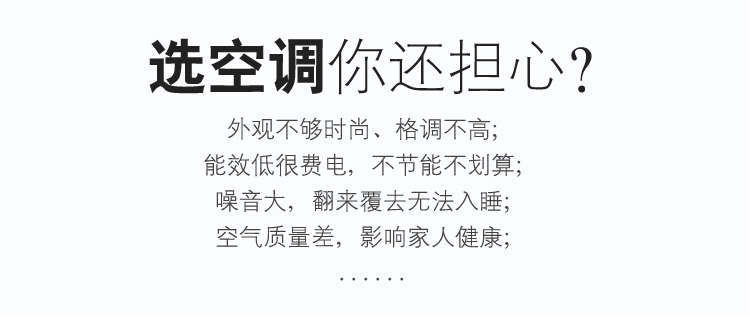 选空调你还担心?
外观不够时尚、格调不高;
能效低很费电，不节能不划算;
噪音大，翻来覆去无法入睡;
空气质量差，影响家人健康;
······